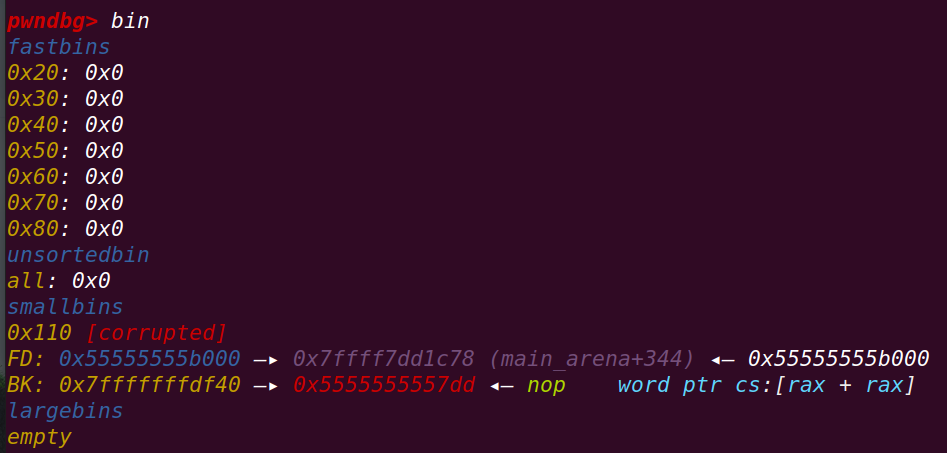 pwndbg> bin
fastbins
0x20: 0x0
0x30: 0x0
0x40: 0x0
0x50: 0x0
0x60: 0x0
0x70: 0x0
0x80: 0x0
unsortedbin
all: 0x0
smallbins
0x110 [corrupted]
FD: 0x55555555b000 —▸ 0x7ffff7dd1c78 (main_arena+344) ◂— 0x55555555b000
BK: 0x7fffffffdf40 —▸ 0x5555555557dd ◂— nop    word ptr cs:[rax + rax]
largebins
empty